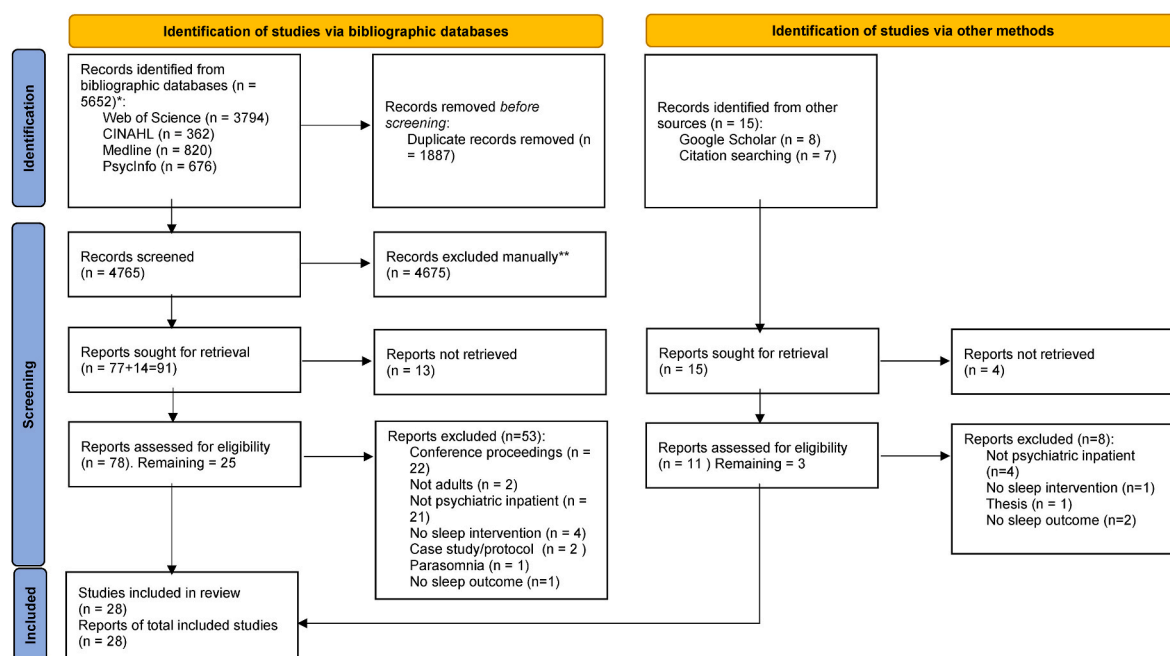 Identification of studies via bibliographic databases
Identification of studies via other methods
Identification
Records identified from
bibliographic databases (n =
5652)*:
Web of Science (n = 3794)
CINAHL (n = 362)
Medline (n = 820)
PsycInfo (n = 676)
Records removed before
screening:
Duplicate records removed (n
= 1887)
Records identified from other
sources (n = 15):
Google Scholar (n = 8)
Citation searching (n = 7)
Screening
Records screened
(n = 4765)
Records excluded manually**
(n = 4675)
Reports sought for retrieval
(n = 77+14=91)
Reports not retrieved
(n = 13)
Reports sought for retrieval
(n = 15)
Reports not retrieved
(n = 4)
Reports assessed for eligibility
(n = 78). Remaining = 25
Reports excluded (n=53):
Conference proceedings (n =
22)
Not adults (n = 2)
Not psychiatric inpatient (n =
21)
No sleep intervention (n = 4)
Case study/protocol (n = 2 )
Parasomnia (n = 1)
No sleep outcome (n=1)
Reports assessed for eligibility
(n = 11 ) Remaining = 3
Reports excluded (n=8):
Not psychiatric inpatient
(n=4)
No sleep intervention (n=1)
Thesis (n = 1)
No sleep outcome (n=2)
Included
Studies included in review
(n = 28)
Reports of total included studies
(n = 28)